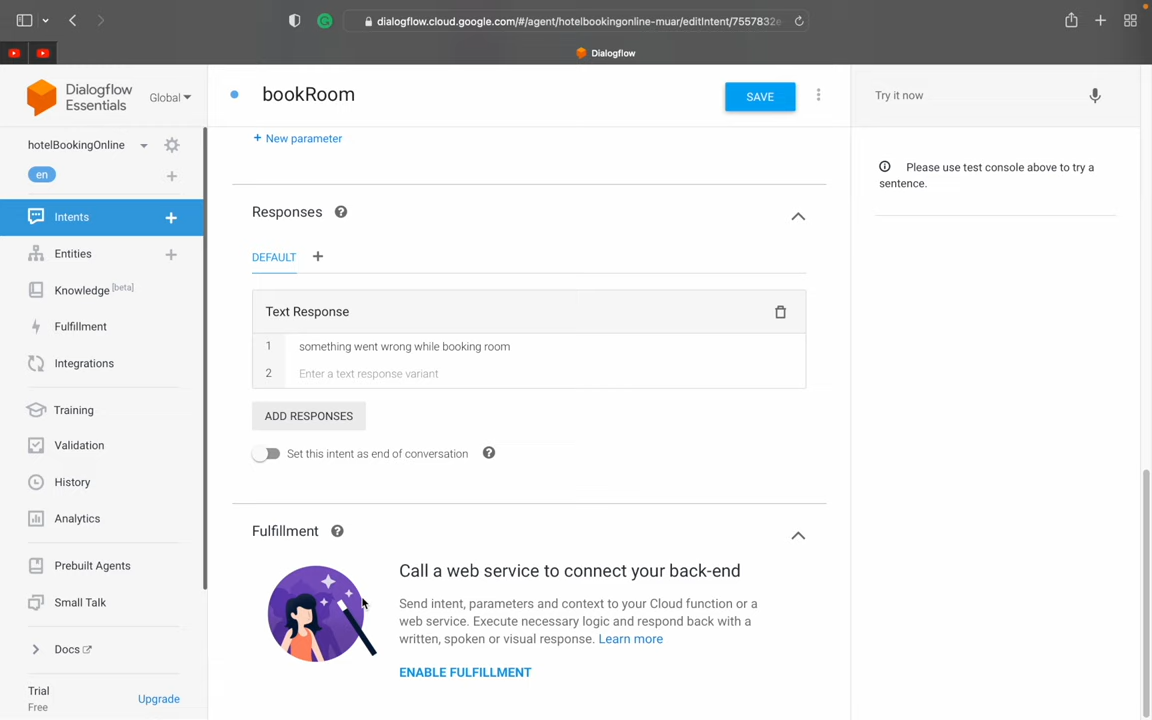 dialogflow.cloud.google.com/#/agent/hotelbookingonline-muar/editIntent/7557832e
Dialogflow
Dialogflow
Essentials
Global
hotelBookingOnline
en
Intents
Entities
Knowledge [beta]
Fulfillment
Integrations
Training
Validation
History
Analytics
Prebuilt Agents
Small Talk
Docs
Trial
Free
Upgrade
bookRoom
SAVE
+ New parameter
Responses
DEFAULT
Text Response
1 something went wrong while booking room
2 Enter a text response variant
ADD RESPONSES
Set this intent as end of conversation
Fulfillment
Call a web service to connect your back-end
Send intent, parameters and context to your Cloud function or a
web service. Execute necessary logic and respond back with a
written, spoken or visual response. Learn more
ENABLE FULFILLMENT
Try it now
Please use test console above to try a
sentence.